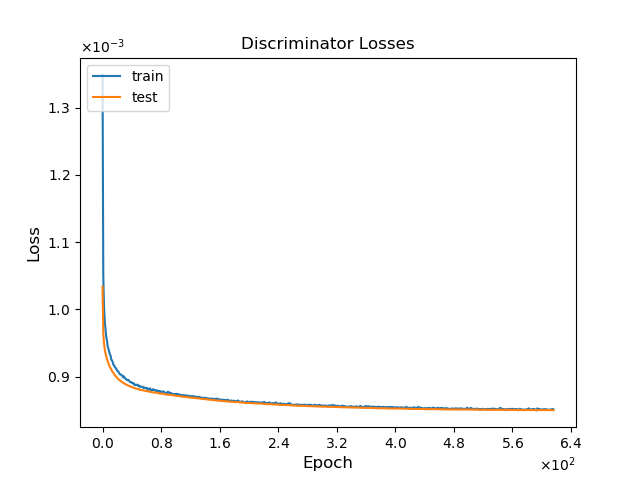 Discriminator Losses
×10⁻³
train
test
1.3
1.2
1.1
1.0
0.9
Loss
0.0 0.8 1.6 2.4 3.2 4.0 4.8 5.6 6.4
Epoch
×10²